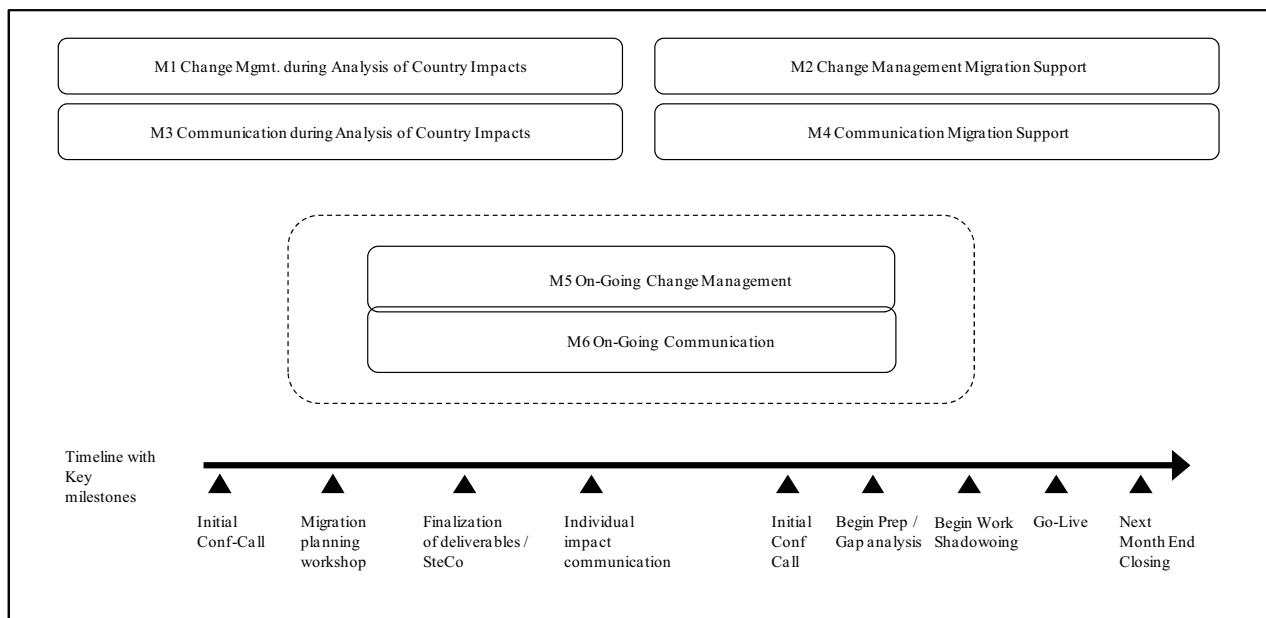 M1 Change Mgmt. during Analysis of Country Impacts
M2 Change Management Migration Support
M3 Communication during Analysis of Country Impacts
M4 Communication Migration Support
M5 On-Going Change Management
M6 On-Going Communication
Timeline with
Key
milestones
Initial
Conf-Call
Migration
planning
workshop
Finalization
of deliverables /
SteCo
Individual
impact
communication
Initial
Conf
Call
Begin Prep /
Gap analysis
Begin Work
Shadowoing
Go-Live
Next
Month End
Closing